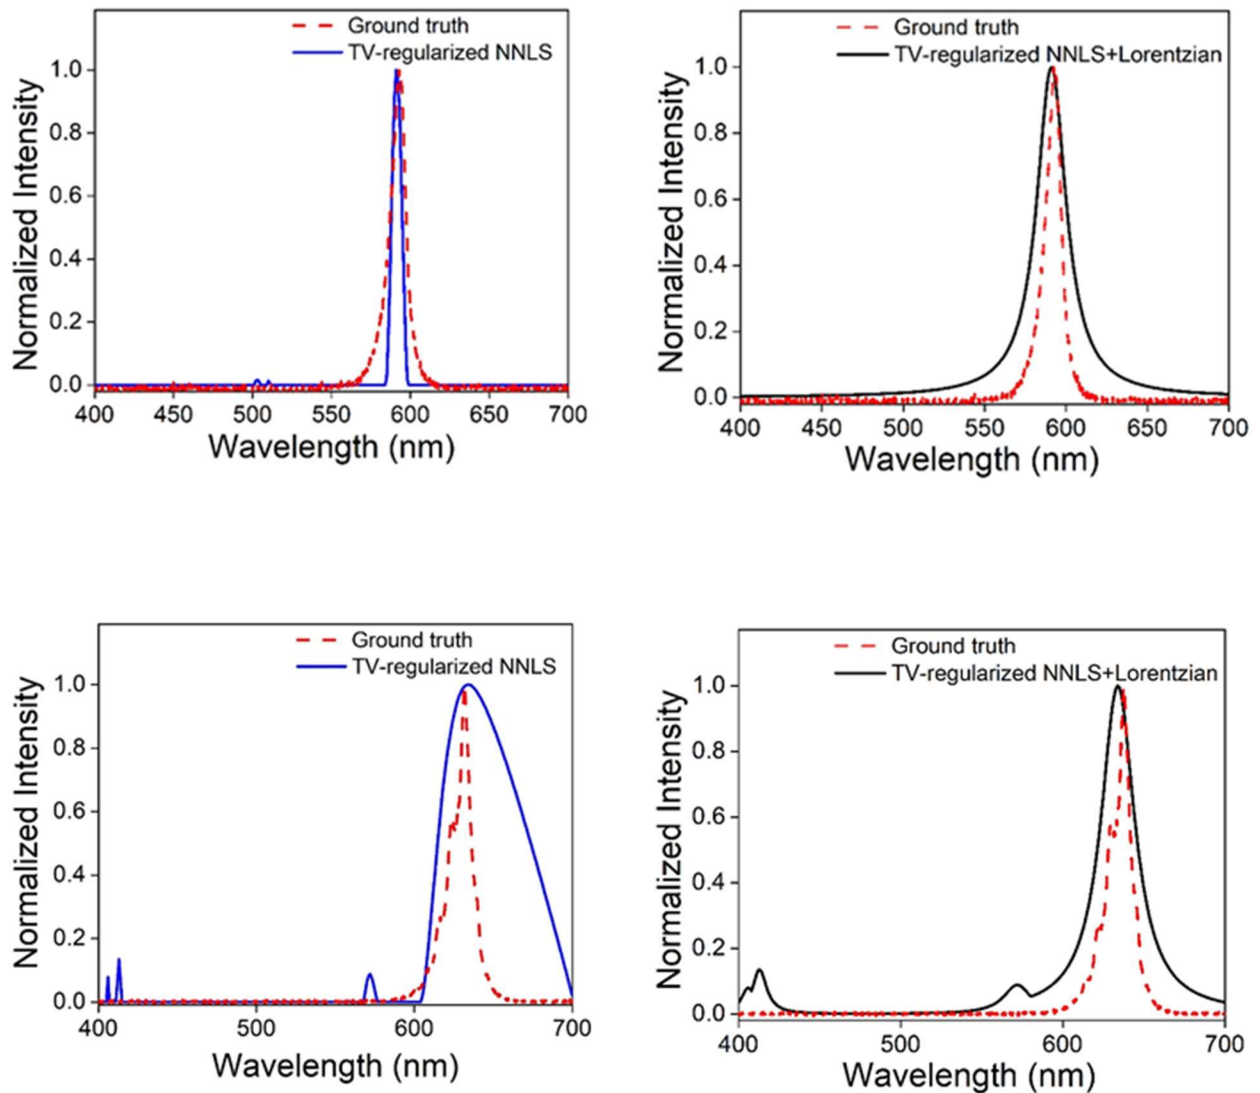 Ground truth
TV-regularized NNLS
1.0
0.8
0.6
0.4
0.2
0.0
Normalized Intensity
400 450 500 550 600 650 700
Wavelength (nm)
Ground truth
TV-regularized NNLS+Lorentzian
1.0
0.8
0.6
0.4
0.2
0.0
Normalized Intensity
400 450 500 550 600 650 700
Wavelength (nm)
Ground truth
TV-regularized NNLS
1.0
0.8
0.6
0.4
0.2
0.0
Normalized Intensity
400 500 600 700
Wavelength (nm)
Ground truth
TV-regularized NNLS+Lorentzian
1.0
0.8
0.6
0.4
0.2
0.0
Normalized Intensity
400 500 600 700
Wavelength (nm)